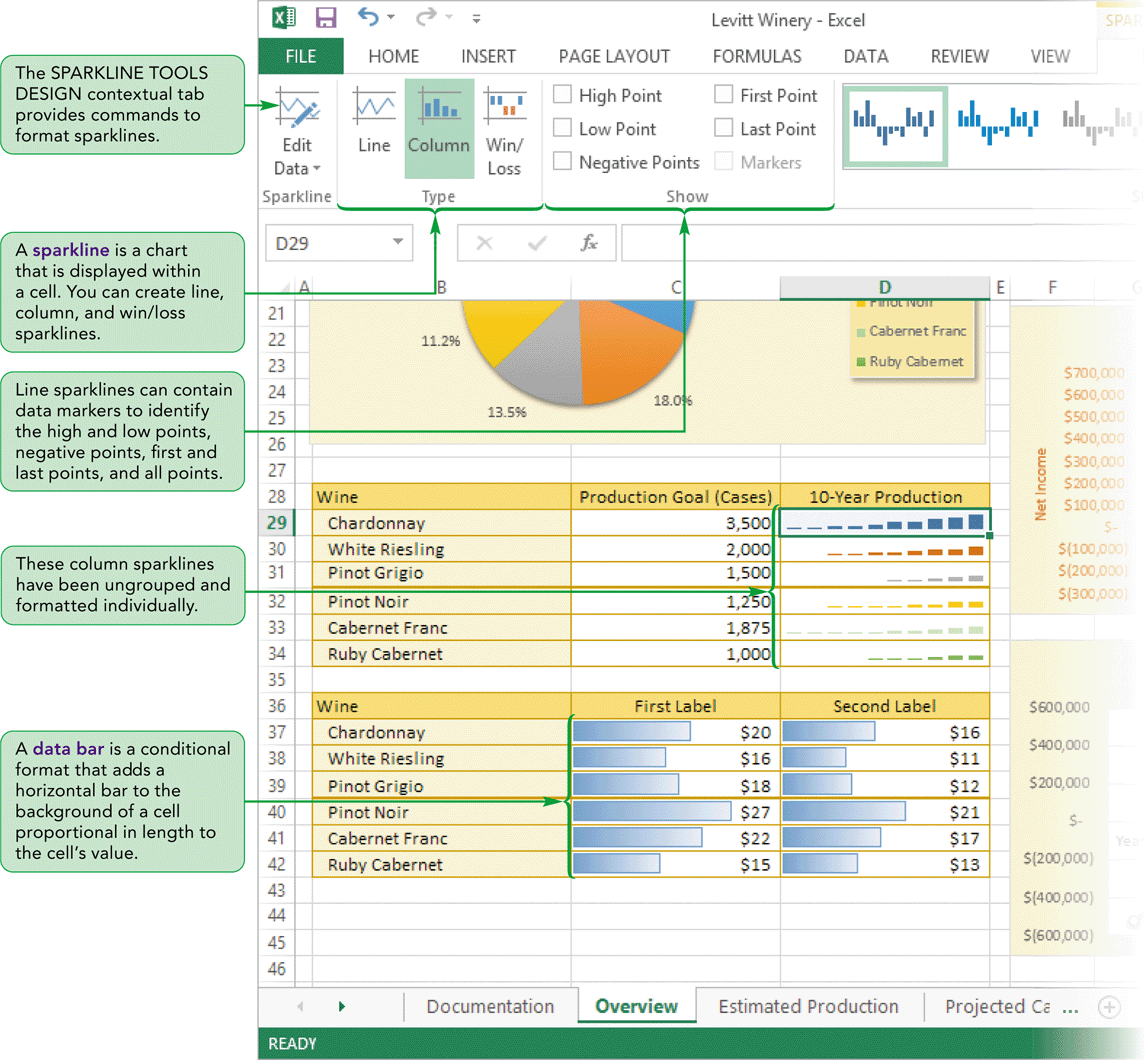 Levitt Winery - Excel
SPAR
FILE HOME INSERT PAGE LAYOUT FORMULAS DATA REVIEW VIEW
The SPARKLINE TOOLS
DESIGN contextual tab
provides commands to
format sparklines.
Edit
Data
Line
Column
Win/
Loss
High Point
Low Point
Negative Points
First Point
Last Point
Markers
Sparkline
Type
Show
A sparkline is a chart
that is displayed within
a cell. You can create line,
column, and win/loss
sparklines.
D29
fx
A B C D E F
21
22
23
24
25
26
27
11.2%
13.5%
18.0%
Pinot Noir
Cabernet Franc
Ruby Cabernet
Line sparklines can contain
data markers to identify
the high and low points,
negative points, first and
last points, and all points.
28 Wine Production Goal (Cases) 10-Year Production
29 Chardonnay 3,500
30 White Riesling 2,000
31 Pinot Grigio 1,500
32 Pinot Noir 1,250
33 Cabernet Franc 1,875
34 Ruby Cabernet 1,000
35
These column sparklines
have been ungrouped and
formatted individually.
Net Income
$700,000
$600,000
$500,000
$400,000
$300,000
$200,000
$100,000
$-
$(100,000)
$(200,000)
$(300,000)
36 Wine First Label Second Label
37 Chardonnay $20 $16
38 White Riesling $16 $11
39 Pinot Grigio $18 $12
40 Pinot Noir $27 $21
41 Cabernet Franc $22 $17
42 Ruby Cabernet $15 $13
43
44
45
46
A data bar is a conditional
format that adds a
horizontal bar to the
background of a cell
proportional in length to
the cell's value.
$600,000
$400,000
$200,000
$-
$(200,000)
$(400,000)
$(600,000)
Yea
Documentation Overview Estimated Production Projected Ca ...
READY